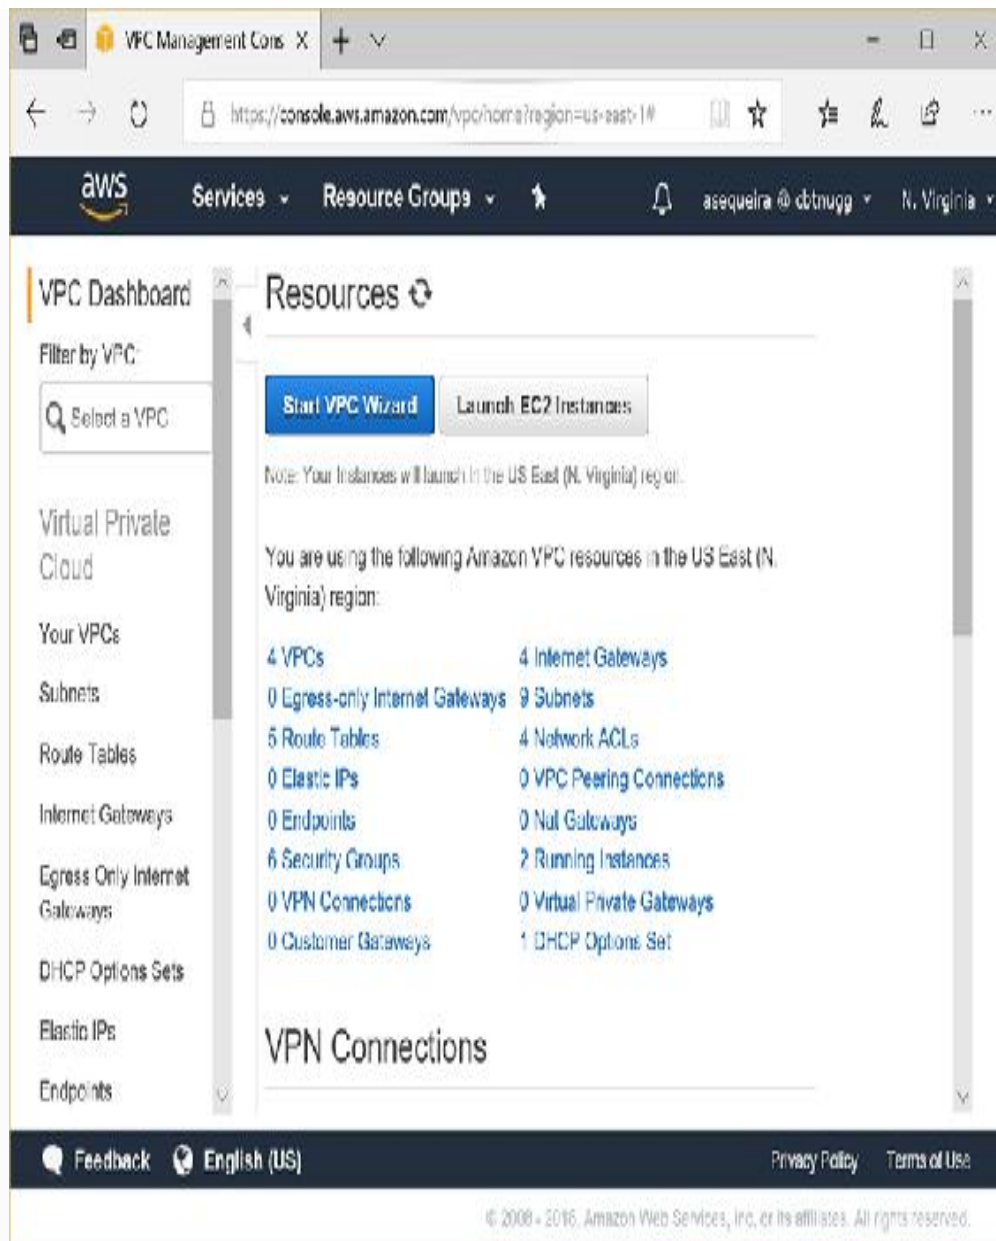 VPC Management Cons
https://console.aws.amazon.com/vpc/home?region=us-east-1#
aws
Services
Resource Groups
asequeira @ cbtnugg
N. Virginia
VPC Dashboard
Filter by VPC:
Select a VPC
Virtual Private
Cloud
Your VPCs
Subnets
Route Tables
Internet Gateways
Egress Only Internet
Gateways
DHCP Options Sets
Elastic IPs
Endpoints
Resources
Start VPC Wizard
Launch EC2 Instances
Note: Your Instances will launch in the US East (N. Virginia) region.
You are using the following Amazon VPC resources in the US East (N.
Virginia) region:
4 VPCs
4 Internet Gateways
0 Egress-only Internet Gateways
9 Subnets
5 Route Tables
4 Network ACLs
0 Elastic IPs
0 VPC Peering Connections
0 Endpoints
0 Nat Gateways
6 Security Groups
2 Running Instances
0 VPN Connections
0 Virtual Private Gateways
0 Customer Gateways
1 DHCP Options Set
VPN Connections
Feedback
English (US)
Privacy Policy
Terms of Use
© 2008 - 2018, Amazon Web Services, Inc. or its affiliates. All rights reserved.